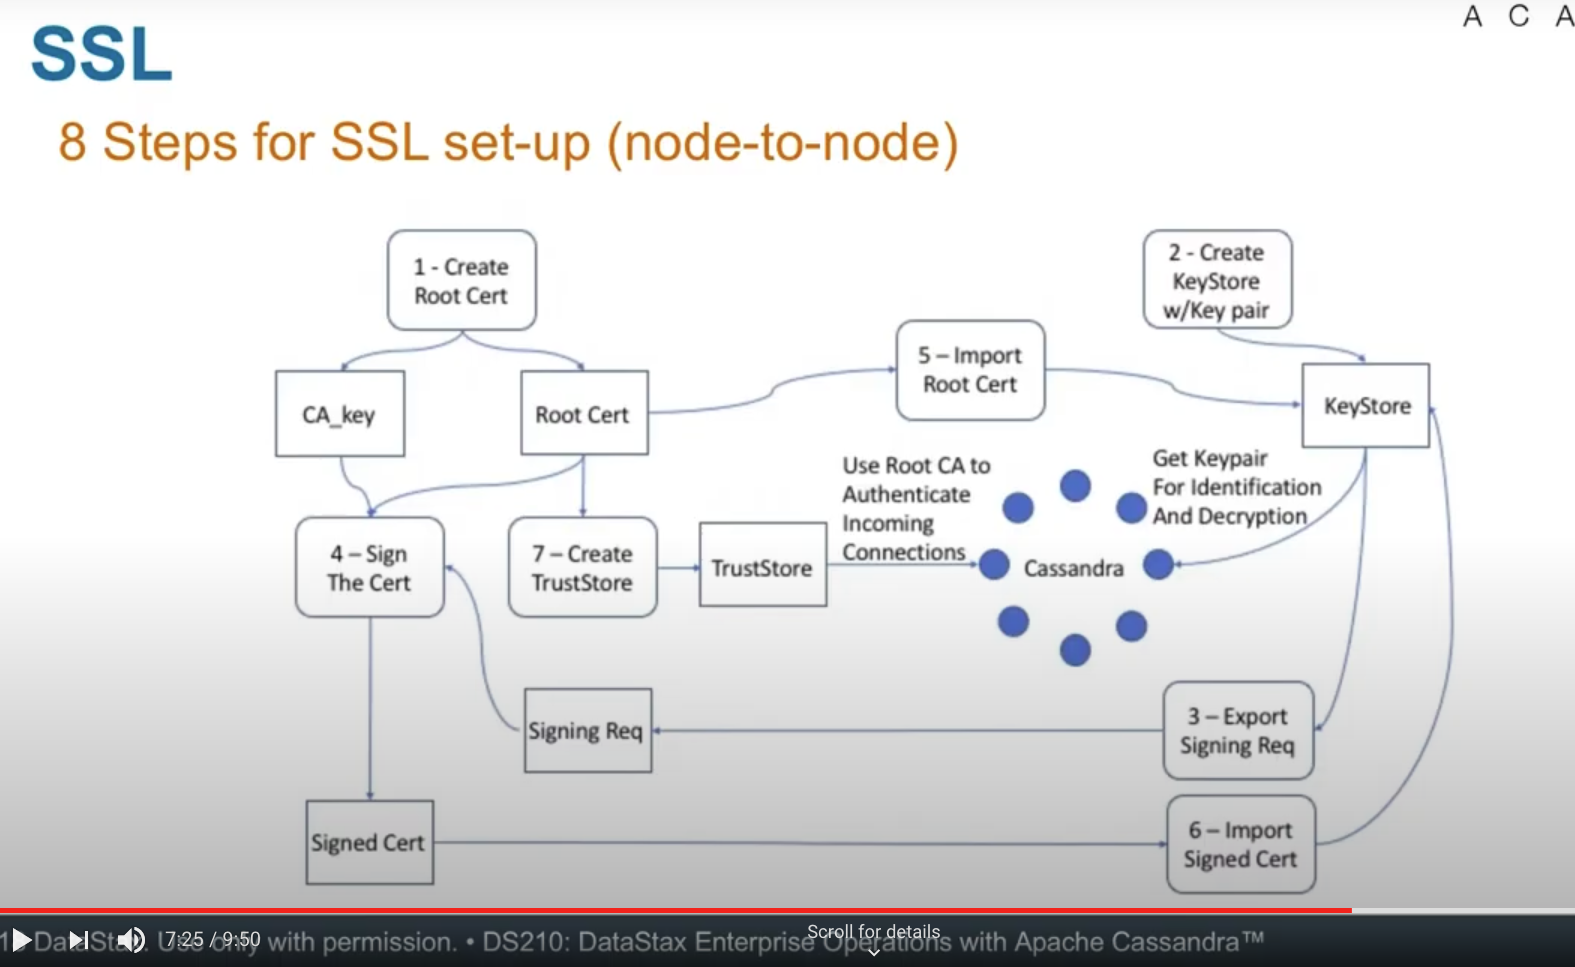 A C A
SSL
8 Steps for SSL set-up (node-to-node)
1 - Create
Root Cert
2 - Create
KeyStore
w/Key pair
5 – Import
Root Cert
CA_key
Root Cert
KeyStore
Use Root CA to
Authenticate
Incoming
Connections
Get Keypair
For Identification
And Decryption
4 – Sign
The Cert
7 – Create
TrustStore
TrustStore
Cassandra
Signing Req
3 – Export
Signing Req
Signed Cert
6 – Import
Signed Cert
7:25 / 9:50
Scroll for details
DataStax. Use only with permission. • DS210: DataStax Enterprise Operations with Apache Cassandra™